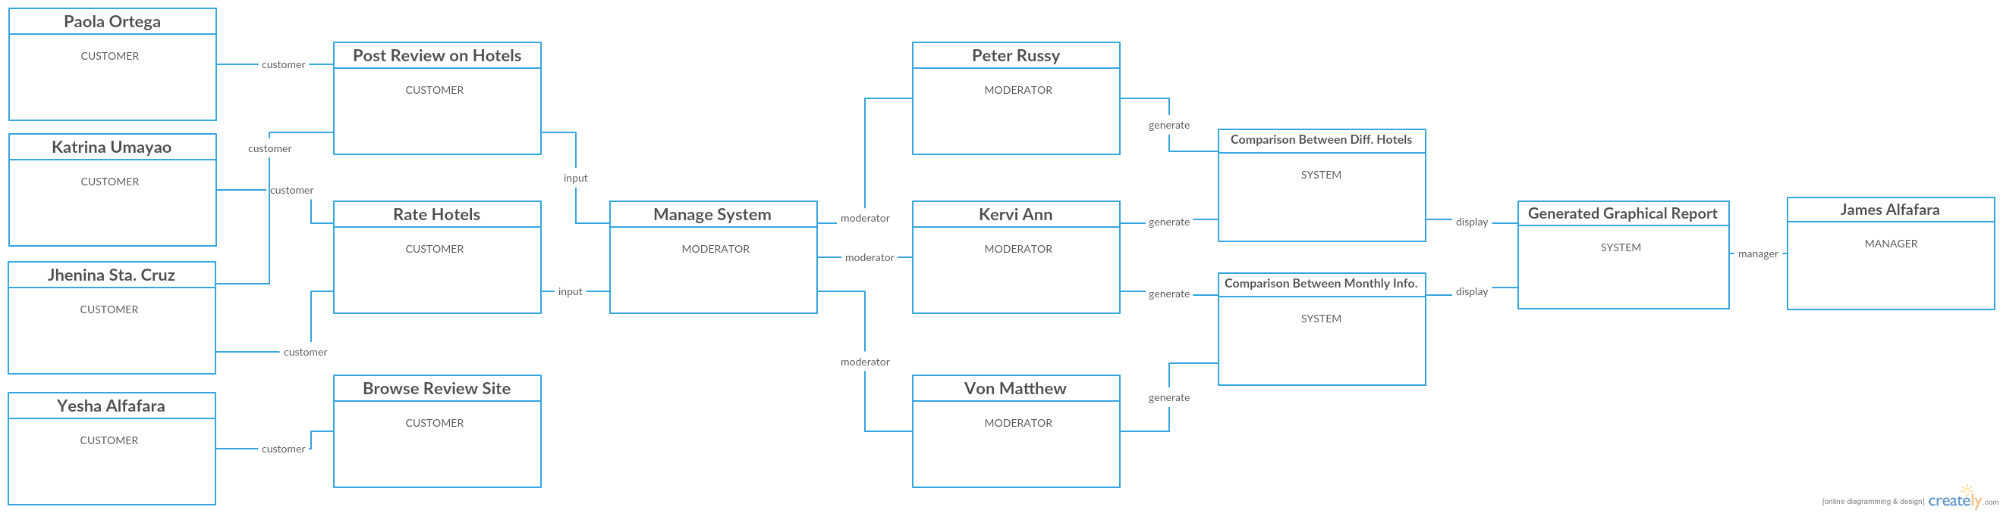 Paola Ortega
CUSTOMER
customer
Post Review on Hotels
CUSTOMER
Katrina Umayao
CUSTOMER
customer
customer
Jhenina Sta. Cruz
CUSTOMER
customer
Rate Hotels
CUSTOMER
Yesha Alfafara
CUSTOMER
customer
Browse Review Site
CUSTOMER
input
input
Manage System
MODERATOR
moderator
moderator
moderator
Peter Russy
MODERATOR
Kervi Ann
MODERATOR
Von Matthew
MODERATOR
generate
generate
generate
generate
Comparison Between Diff. Hotels
SYSTEM
Comparison Between Monthly Info.
SYSTEM
display
display
Generated Graphical Report
SYSTEM
manager
James Alfafara
MANAGER
[online diagramming & design] creately.com